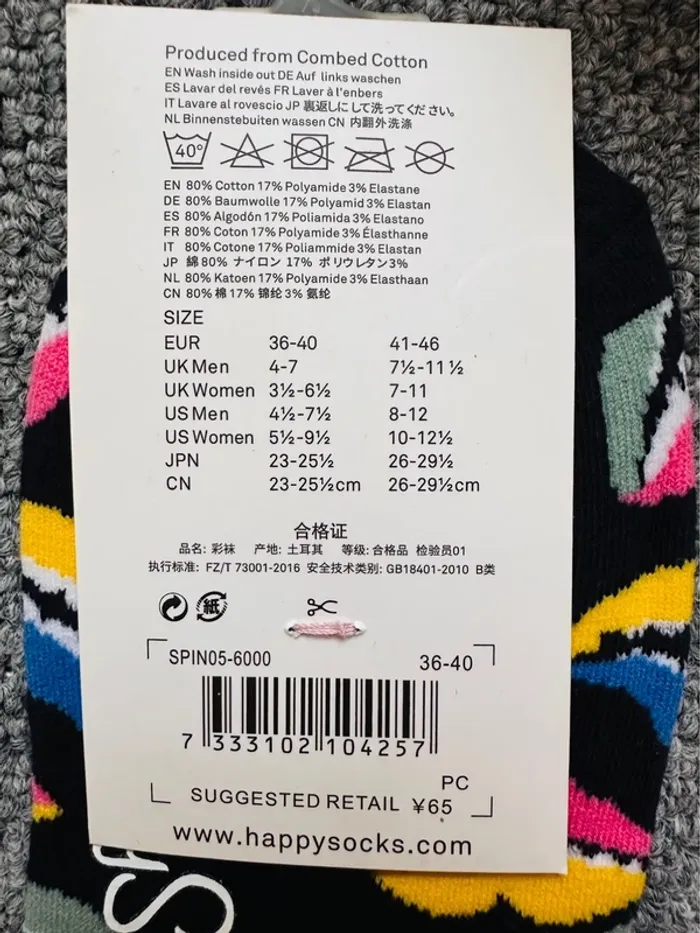 Produced from Combed Cotton
EN Wash inside out DE Auf links waschen
ES Lavar del revés FR Laver à l'enbers
IT Lavare al rovescio JP 裏返しにして洗ってください。
NL Binnenstebuiten wassen CN 内翻外洗涤
40°
EN 80% Cotton 17% Polyamide 3% Elastane
DE 80% Baumwolle 17% Polyamid 3% Elastan
ES 80% Algodón 17% Poliamida 3% Elastano
FR 80% Coton 17% Polyamide 3% Élasthanne
IT 80% Cotone 17% Poliammide 3% Elastan
JP 綿 80% ナイロン 17% ポリウレタン 3%
NL 80% Katoen 17% Polyamide 3% Elasthaan
CN 80% 棉 17% 锦纶 3% 氨纶
SIZE
EUR 36-40 41-46
UK Men 4-7 7½-11½
UK Women 3½-6½ 7-11
US Men 4½-7½ 8-12
US Women 5½-9½ 10-12½
JPN 23-25½ 26-29½
CN 23-25½cm 26-29½cm
合格证
品名: 彩袜 产地: 土耳其 等级: 合格品 检验员01
执行标准: FZ/T 73001-2016 安全技术类别: GB18401-2010 B类
紙
SPIN05-6000 36-40
7 333102 104257
PC
SUGGESTED RETAIL ¥65
www.happysocks.com